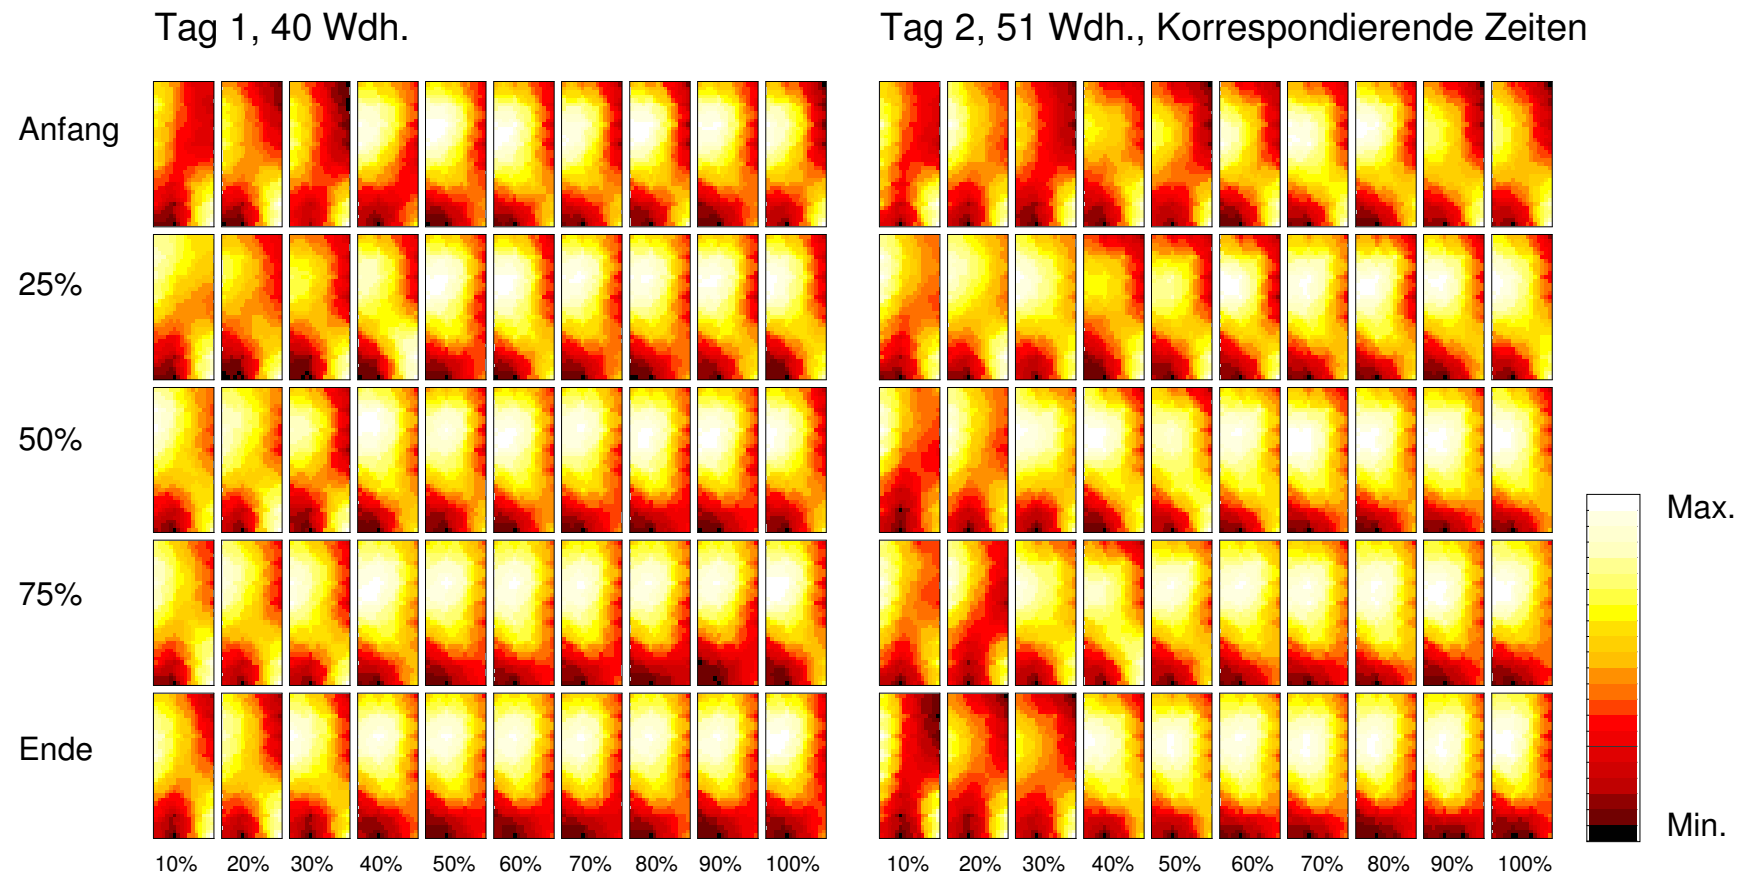 Tag 1, 40 Wdh.
Tag 2, 51 Wdh., Korrespondierende Zeiten
Anfang
25%
50%
75%
Ende
Max.
Min.
10% 20% 30% 40% 50% 60% 70% 80% 90% 100%
10% 20% 30% 40% 50% 60% 70% 80% 90% 100%